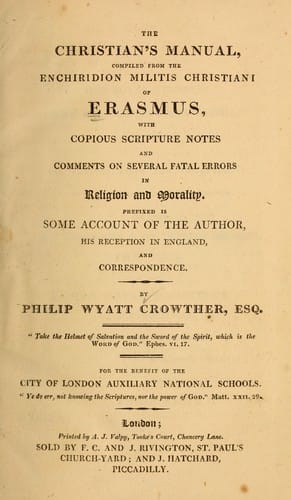 THE
CHRISTIAN'S MANUAL,
COMPILED FROM THE
ENCHIRIDION MILITIS CHRISTIANI
OF
ERASMUS,
WITH
COPIOUS SCRIPTURE NOTES
AND
COMMENTS ON SEVERAL FATAL ERRORS
IN
Religion and Morality.
PREFIXED IS
SOME ACCOUNT OF THE AUTHOR,
HIS RECEPTION IN ENGLAND,
AND
CORRESPONDENCE.
BY
PHILIP WYATT CROWTHER, ESQ.
" Take the Helmet of Salvation and the Sword of the Spirit, which is the
WORD of GOD." Ephes. VI. 17.
FOR THE BENEFIT OF THE
CITY OF LONDON AUXILIARY NATIONAL SCHOOLS.
" Ye do err, not knowing the Scriptures, nor the power of GOD." Matt. XXII. 29.
London;
Printed by A. J. Valpy, Tooke's Court, Chancery Lane.
SOLD BY F. C. AND J. RIVINGTON, ST. PAUL'S
CHURCH-YARD; AND J. HATCHARD,
PICCADILLY.